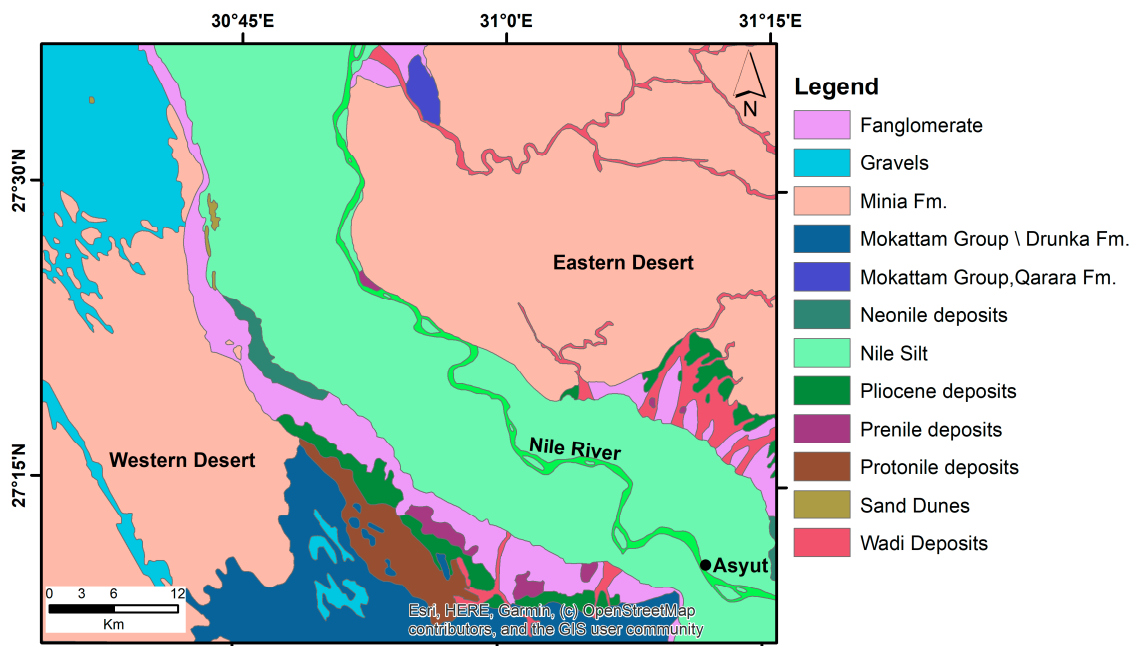 30°45'E 31°0'E 31°15'E
N
27°30'N
27°15'N
Eastern Desert
Western Desert
Nile River
Asyut
0 3 6 12
Km
Esri, HERE, Garmin, (c) OpenStreetMap
contributors, and the GIS user community
Legend
Fanglomerate
Gravels
Minia Fm.
Mokattam Group \ Drunka Fm.
Mokattam Group,Qarara Fm.
Neonile deposits
Nile Silt
Pliocene deposits
Prenile deposits
Protonile deposits
Sand Dunes
Wadi Deposits